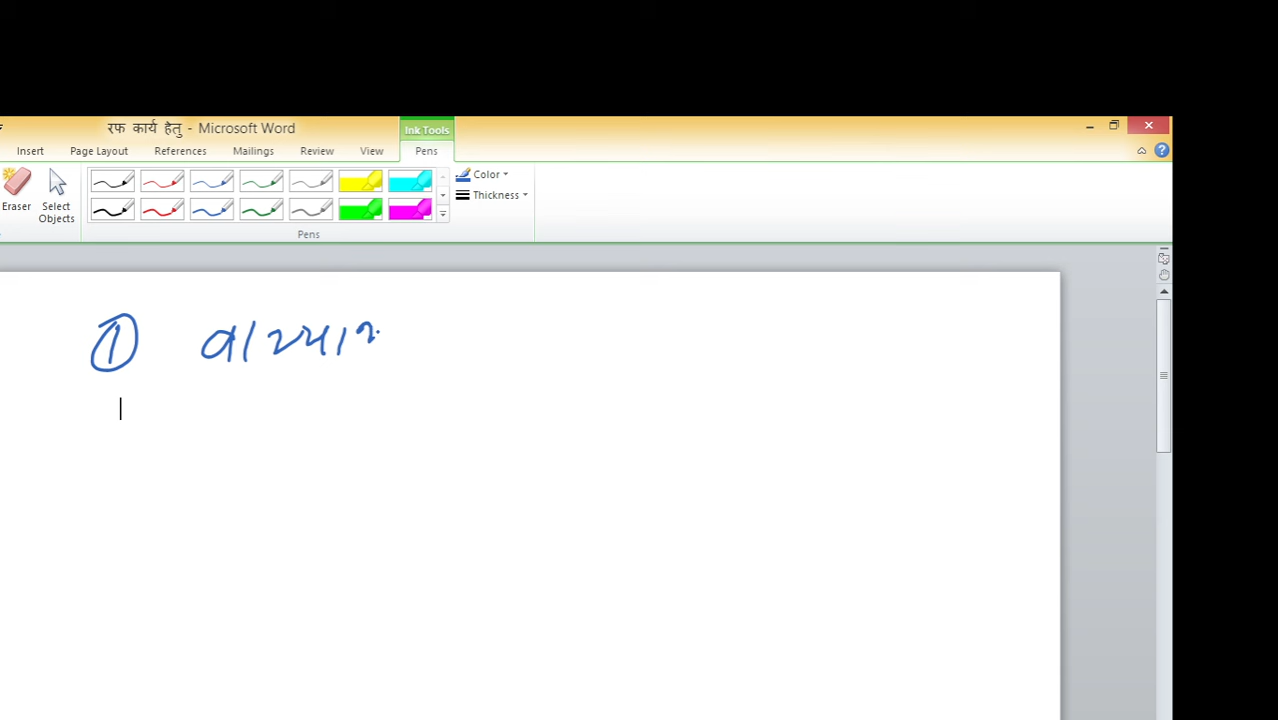 रफ कार्य हेतु - Microsoft Word
Ink Tools
Insert Page Layout References Mailings Review View Pens
Eraser
Select Objects
Color
Thickness
Pens
①